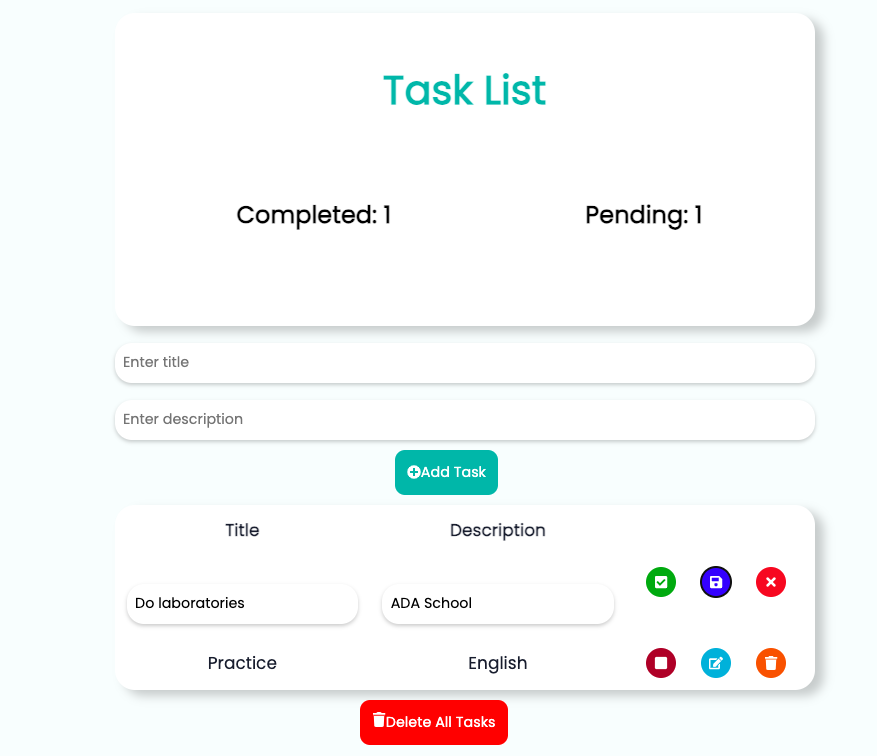 Task List
Completed: 1 Pending: 1
Enter title
Enter description
Add Task
Title Description
Do laboratories ADA School
Practice English
Delete All Tasks